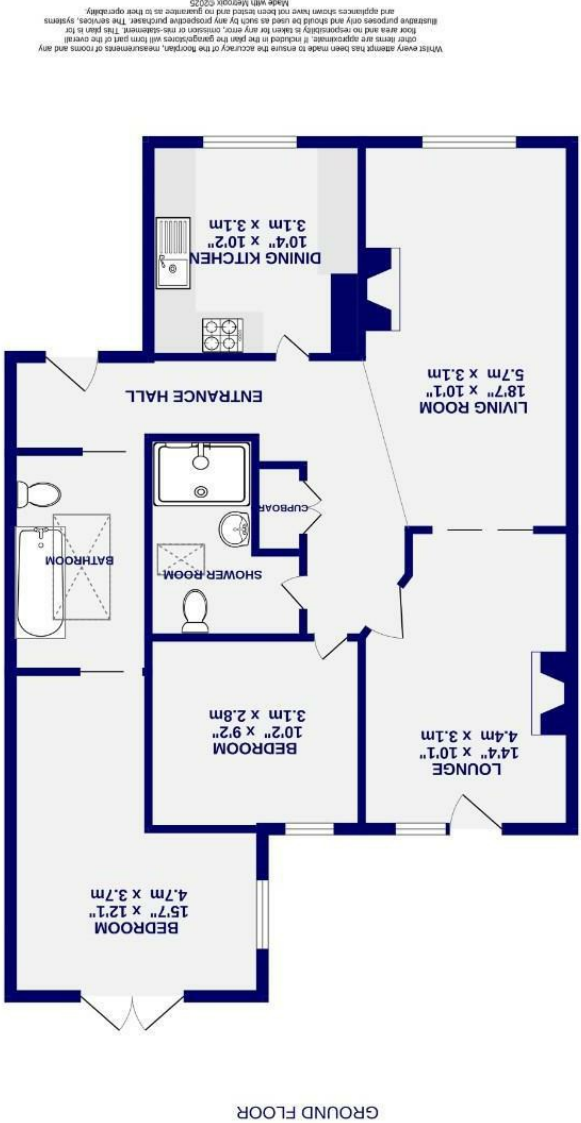 GROUND FLOOR
BEDROOM
15'7" x 12'1"
4.7m x 3.7m
LOUNGE
14'4" x 10'1"
4.4m x 3.1m
BEDROOM
10'2" x 9'2"
3.1m x 2.8m
SHOWER ROOM
BATHROOM
CUPBOARD
LIVING ROOM
18'7" x 10'1"
5.7m x 3.1m
ENTRANCE HALL
DINING KITCHEN
10'4" x 10'2"
3.1m x 3.1m
Whilst every attempt has been made to ensure the accuracy of the floorplan, measurements of rooms and any
other items are approximate. If included in the plan the garage/stores will form part of the overall
floor area and no responsibility is taken for any error, omission or mis-statement. This plan is for
illustrative purposes only and should be used as such by any prospective purchaser. The services, systems
and appliances shown have not been tested and no guarantee as to their operability.
Made with Metropix ©2025